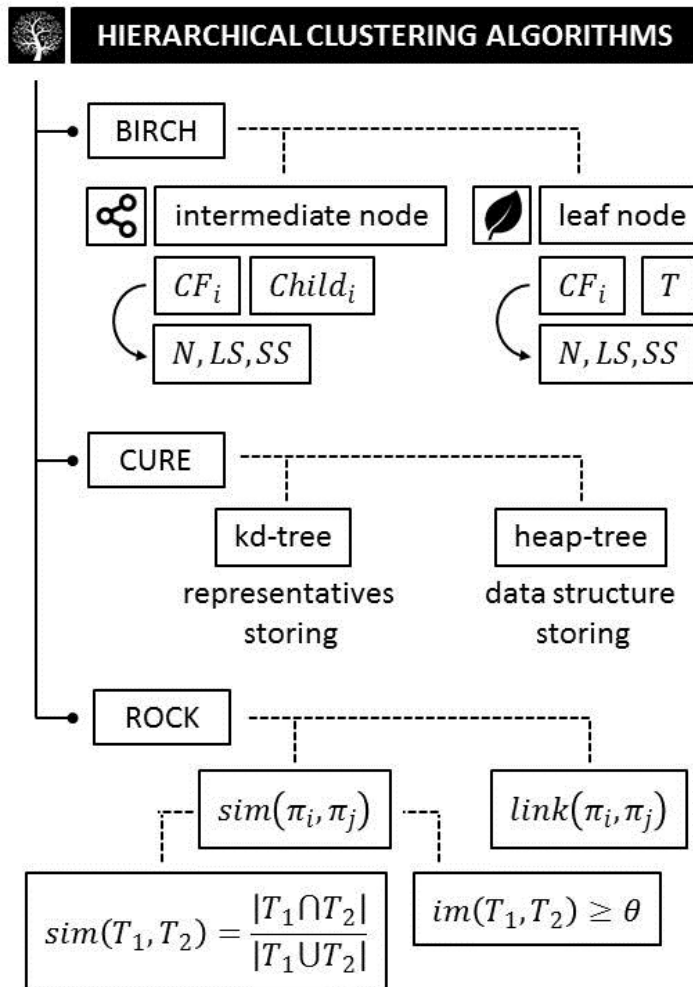 HIERARCHICAL CLUSTERING ALGORITHMS
BIRCH
intermediate node
leaf node
CF_i
Child_i
CF_i
T
N, LS, SS
N, LS, SS
CURE
kd-tree
heap-tree
representatives
storing
data structure
storing
ROCK
sim(π_i, π_j)
link(π_i, π_j)
sim(T_1, T_2) = |T_1⋂T_2| / |T_1⋃T_2|
im(T_1, T_2) ≥ θ